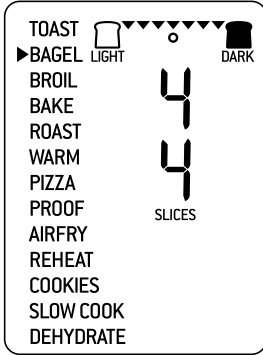 TOAST
BAGEL LIGHT DARK
BROIL
4
BAKE
ROAST
WARM
4
PIZZA
PROOF SLICES
AIRFRY
REHEAT
COOKIES
SLOW COOK
DEHYDRATE